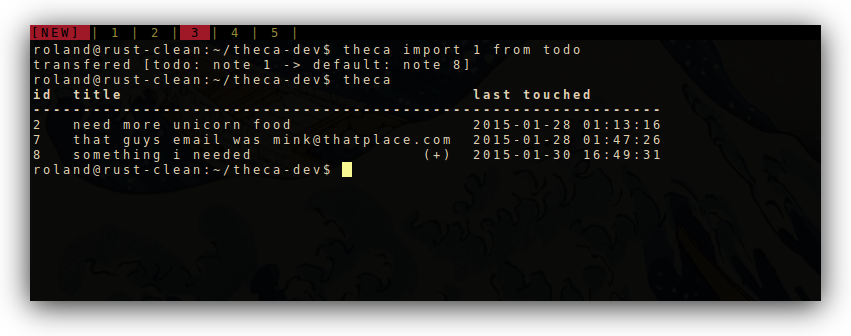 [NEW] | 1 | 2 | 3 | 4 | 5 |
roland@rust-clean:~/theca-dev$ theca import 1 from todo
transfered [todo: note 1 -> default: note 8]
roland@rust-clean:~/theca-dev$ theca
id title last touched
---------------------------------------------------------------
2 need more unicorn food 2015-01-28 01:13:16
7 that guys email was mink@thatplace.com 2015-01-28 01:47:26
8 something i needed (+) 2015-01-30 16:49:31
roland@rust-clean:~/theca-dev$